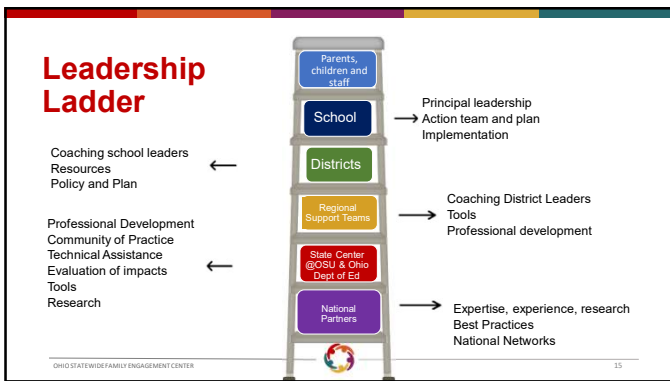 Leadership
Ladder
Parents,
children and
staff
School
Principal leadership
Action team and plan
Implementation
Coaching school leaders
Resources
Policy and Plan
Districts
Regional
Support Teams
Coaching District Leaders
Tools
Professional development
Professional Development
Community of Practice
Technical Assistance
Evaluation of impacts
Tools
Research
State Center
@OSU & Ohio
Dept of Ed
National
Partners
Expertise, experience, research
Best Practices
National Networks
OHIO STATEWIDE FAMILY ENGAGEMENT CENTER
15